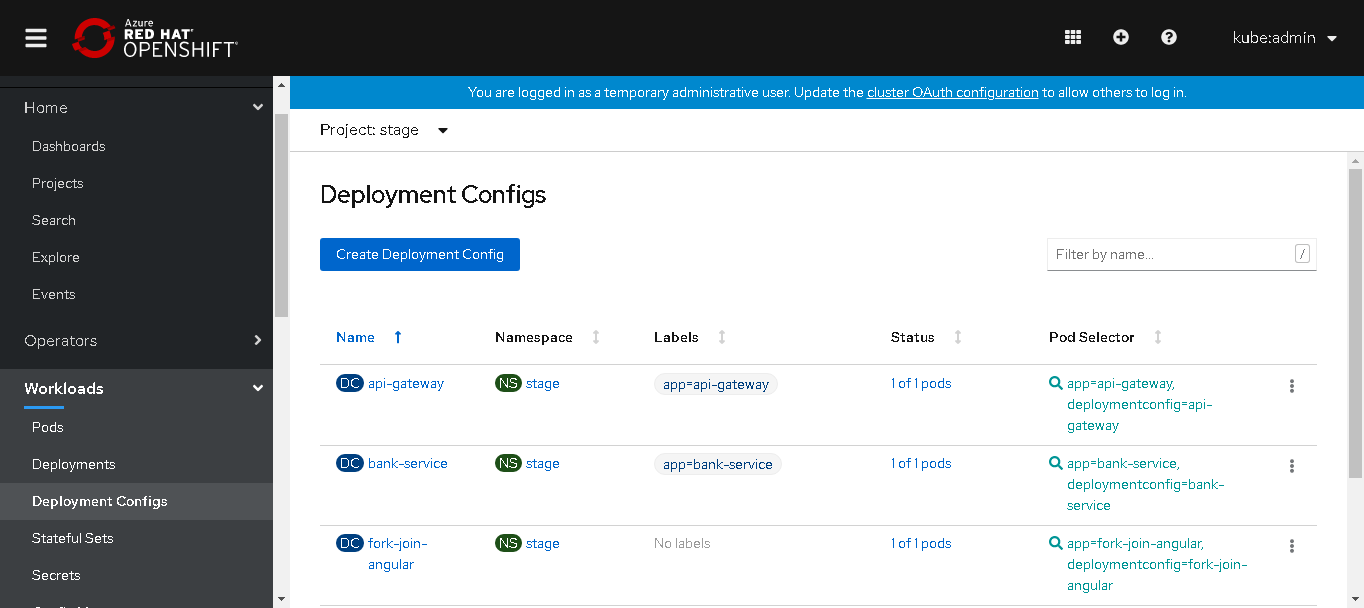 Azure
RED HAT
OPENSHIFT
kube:admin
You are logged in as a temporary administrative user. Update the cluster OAuth configuration to allow others to log in.
Home
Dashboards
Projects
Search
Explore
Events
Operators
Workloads
Pods
Deployments
Deployment Configs
Stateful Sets
Secrets
Project: stage
Deployment Configs
Create Deployment Config
Filter by name... /
Name Namespace Labels Status Pod Selector
DC api-gateway NS stage app=api-gateway 1 of 1 pods app=api-gateway,
deploymentconfig=api-
gateway
DC bank-service NS stage app=bank-service 1 of 1 pods app=bank-service,
deploymentconfig=bank-
service
DC fork-join- NS stage No labels 1 of 1 pods app=fork-join-angular,
angular deploymentconfig=fork-join-
angular